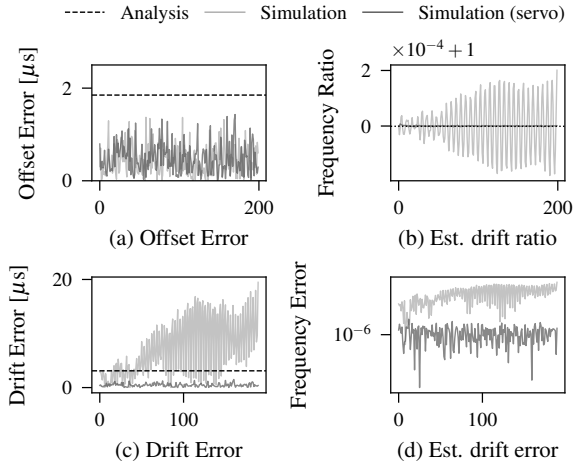 Analysis Simulation Simulation (servo)
×10⁻⁴ + 1
Offset Error [μs]
2
0
0 200
(a) Offset Error
Frequency Ratio
2
0
0 200
(b) Est. drift ratio
Drift Error [μs]
20
0
100
(c) Drift Error
Frequency Error
10⁻⁶
0 100
(d) Est. drift error